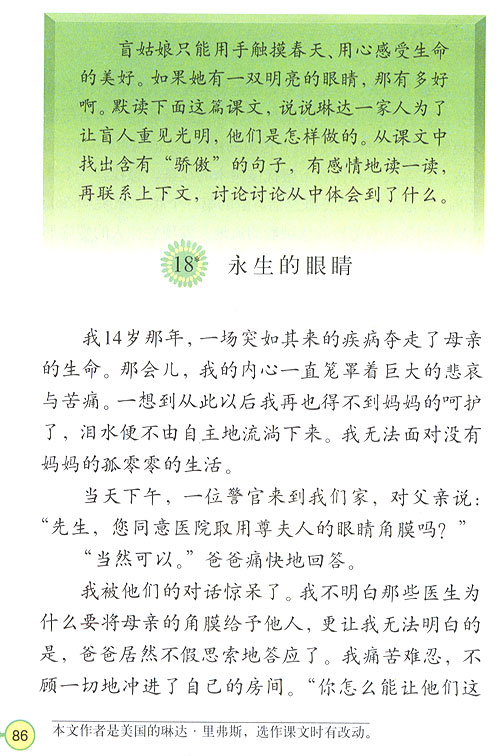 盲姑娘只能用手触摸春天、用心感受生命
的美好。如果她有一双明亮的眼睛，那有多好
啊。默读下面这篇课文，说说琳达一家人为了
让盲人重见光明，他们是怎样做的。从课文中
找出含有“骄傲”的句子，有感情地读一读，
再联系上下文，讨论讨论从中体会到了什么。
18* 永生的眼睛
我14岁那年，一场突如其来的疾病夺走了母亲
的生命。那会儿，我的内心一直笼罩着巨大的悲哀
与苦痛。一想到从此以后我再也得不到妈妈的呵护
了，泪水便不由自主地流淌下来。我无法面对没有
妈妈的孤零零的生活。
当天下午，一位警官来到我们家，对父亲说：
“先生，您同意医院取用尊夫人的眼睛角膜吗？”
“当然可以。”爸爸痛快地回答。
我被他们的对话惊呆了。我不明白那些医生为
什么要将母亲的角膜给予他人，更让我无法明白的
是，爸爸居然不假思索地答应了。我痛苦难忍，不
顾一切地冲进了自己的房间。“你怎么能让他们这
86 本文作者是美国的琳达·里弗斯，选作课文时有改动。